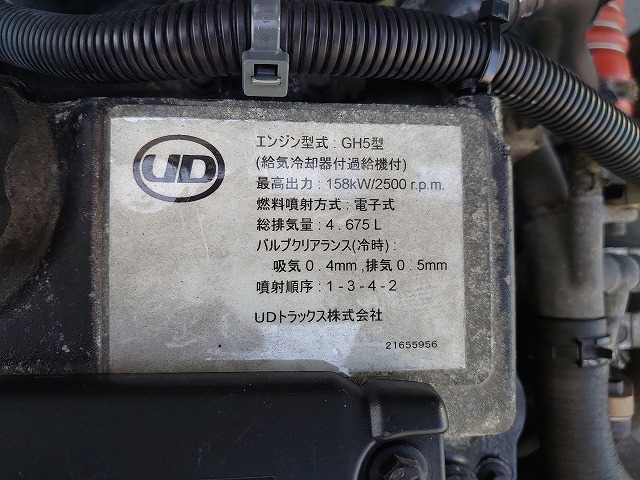 UD
エンジン型式 : GH5型
(給気冷却器付過給機付)
最高出力 : 158kW/2500 r.p.m.
燃料噴射方式 : 電子式
総排気量 : 4 . 675 L
バルブクリアランス(冷時) :
吸気 0 . 4mm , 排気 0 . 5mm
噴射順序 : 1 - 3 - 4 - 2
UDトラックス株式会社
21655956